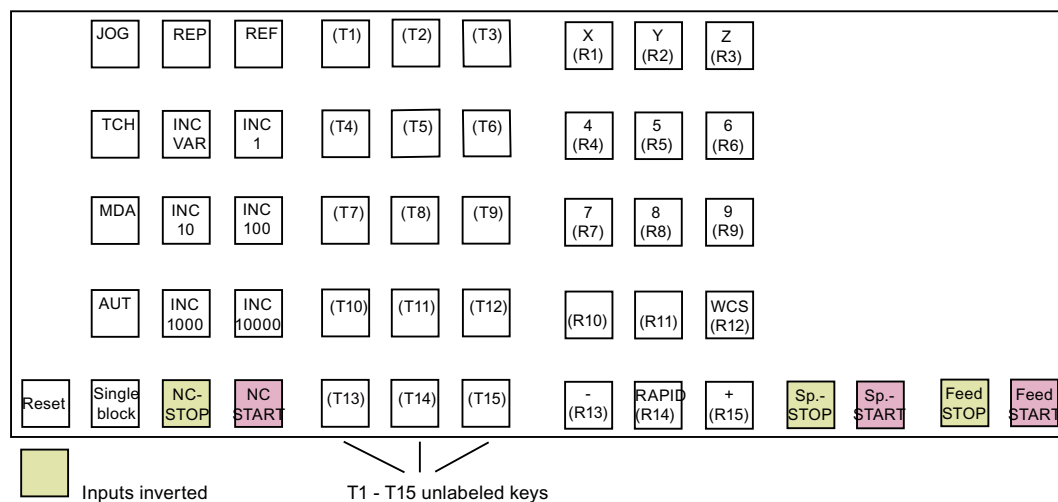 JOG REP REF (T1) (T2) (T3) X Y Z
(R1) (R2) (R3)
TCH INC INC (T4) (T5) (T6) 4 5 6
VAR 1 (R4) (R5) (R6)
MDA INC INC (T7) (T8) (T9) 7 8 9
10 100 (R7) (R8) (R9)
AUT INC INC (T10) (T11) (T12) WCS
1000 10000 (R10) (R11) (R12)
Reset Single NC- NC (T13) (T14) (T15) - RAPID + Sp.- Sp.- Feed Feed
block STOP START (R13) (R14) (R15) STOP START STOP START
Inputs inverted T1 - T15 unlabeled keys